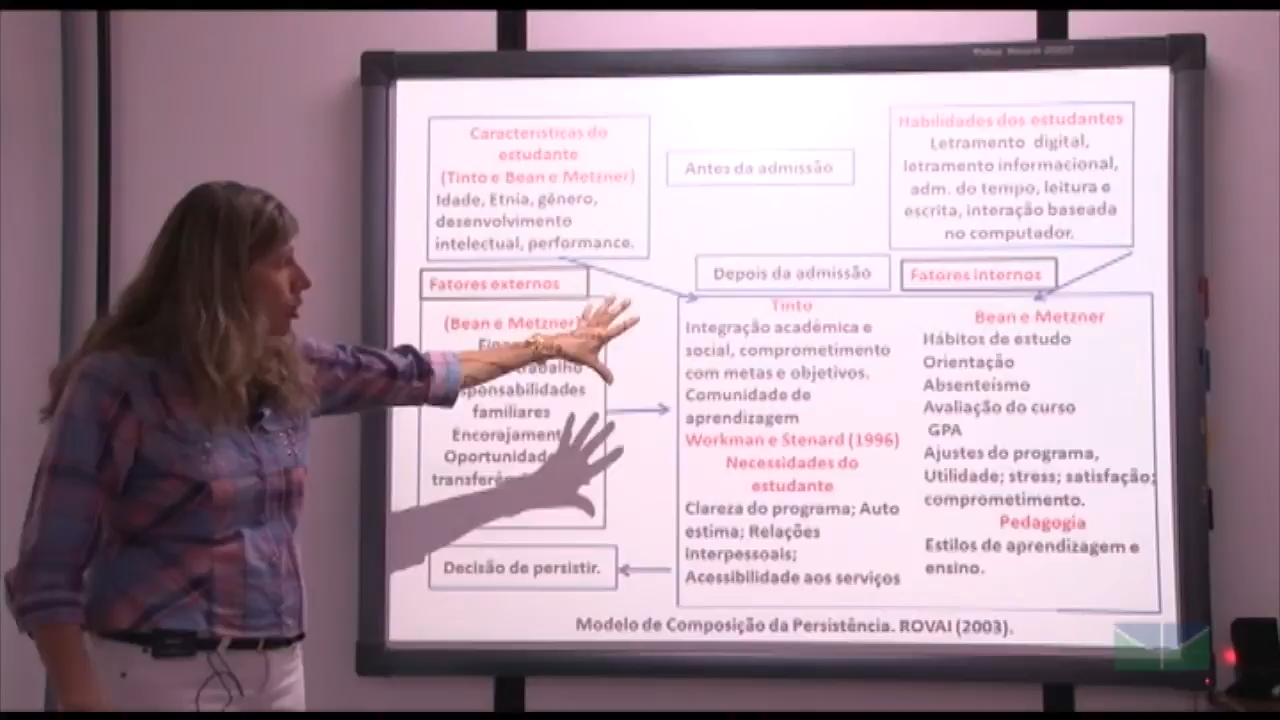 Características do
estudante
(Tinto e Bean e Metzner)
Idade, Etnia, gênero,
desenvolvimento
intelectual, performance.
Antes da admissão
Habilidades dos estudantes
Letramento digital,
letramento informacional,
adm. do tempo, leitura e
escrita, interação baseada
no computador.
Fatores externos
Depois da admissão
Fatores internos
(Bean e Metzner)
familiares
Tinto
Integração acadêmica e
social, comprometimento
com metas e objetivos.
Comunidade de
aprendizagem
Workman e Stenard (1996)
Necessidades do
estudante
Clareza do programa; Auto
estima; Relações
Interpessoais;
Acessibilidade aos serviços
Bean e Metzner
Hábitos de estudo
Orientação
Absenteísmo
Avaliação do curso
GPA
Ajustes do programa,
Utilidade; stress; satisfação;
comprometimento.
Pedagogia
Estilos de aprendizagem e
ensino.
Decisão de persistir.
Modelo de Composição da Persistência. ROVAI (2003).